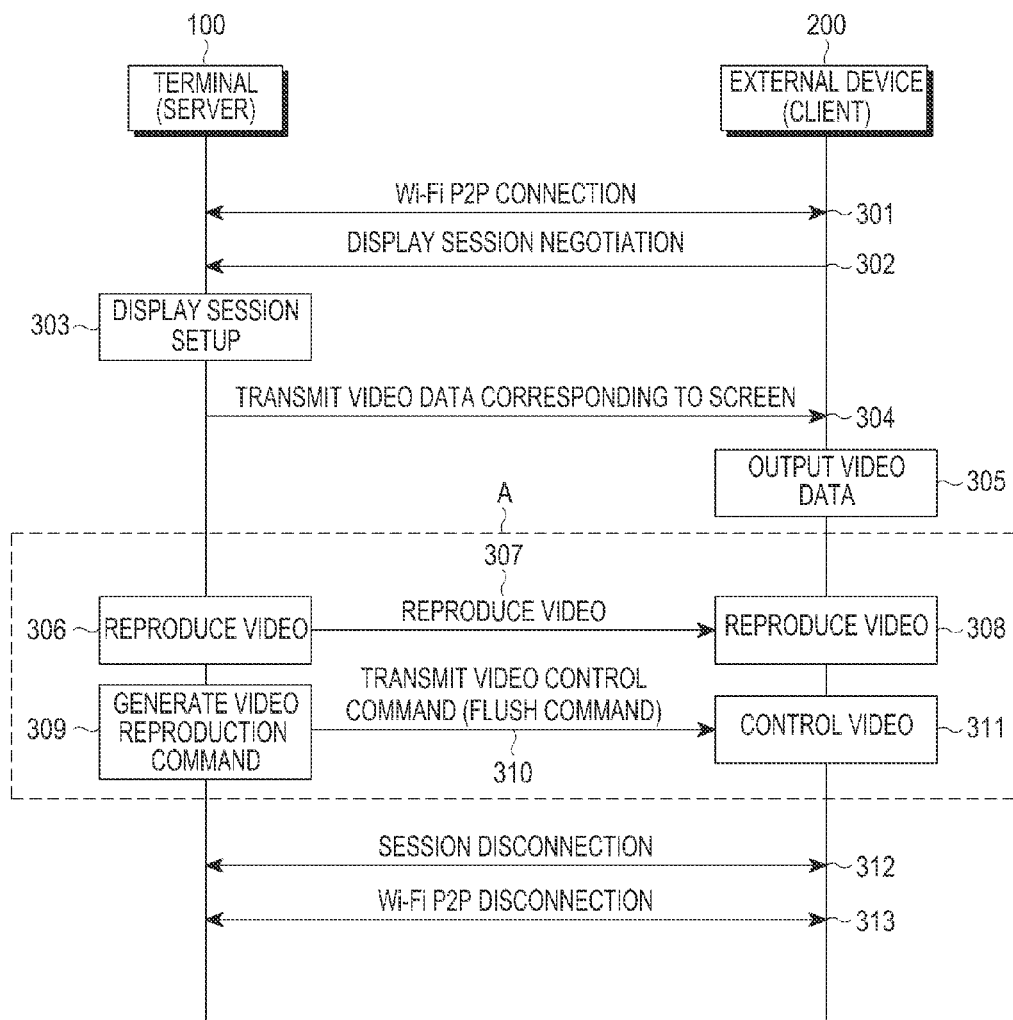 100
200
TERMINAL
(SERVER)
EXTERNAL DEVICE
(CLIENT)
Wi-Fi P2P CONNECTION
301
DISPLAY SESSION NEGOTIATION
302
303
DISPLAY SESSION
SETUP
TRANSMIT VIDEO DATA CORRESPONDING TO SCREEN
304
OUTPUT VIDEO
DATA
305
A
307
306
REPRODUCE VIDEO
REPRODUCE VIDEO
REPRODUCE VIDEO
308
309
GENERATE VIDEO
REPRODUCTION
COMMAND
TRANSMIT VIDEO CONTROL
COMMAND (FLUSH COMMAND)
310
CONTROL VIDEO
311
SESSION DISCONNECTION
312
Wi-Fi P2P DISCONNECTION
313